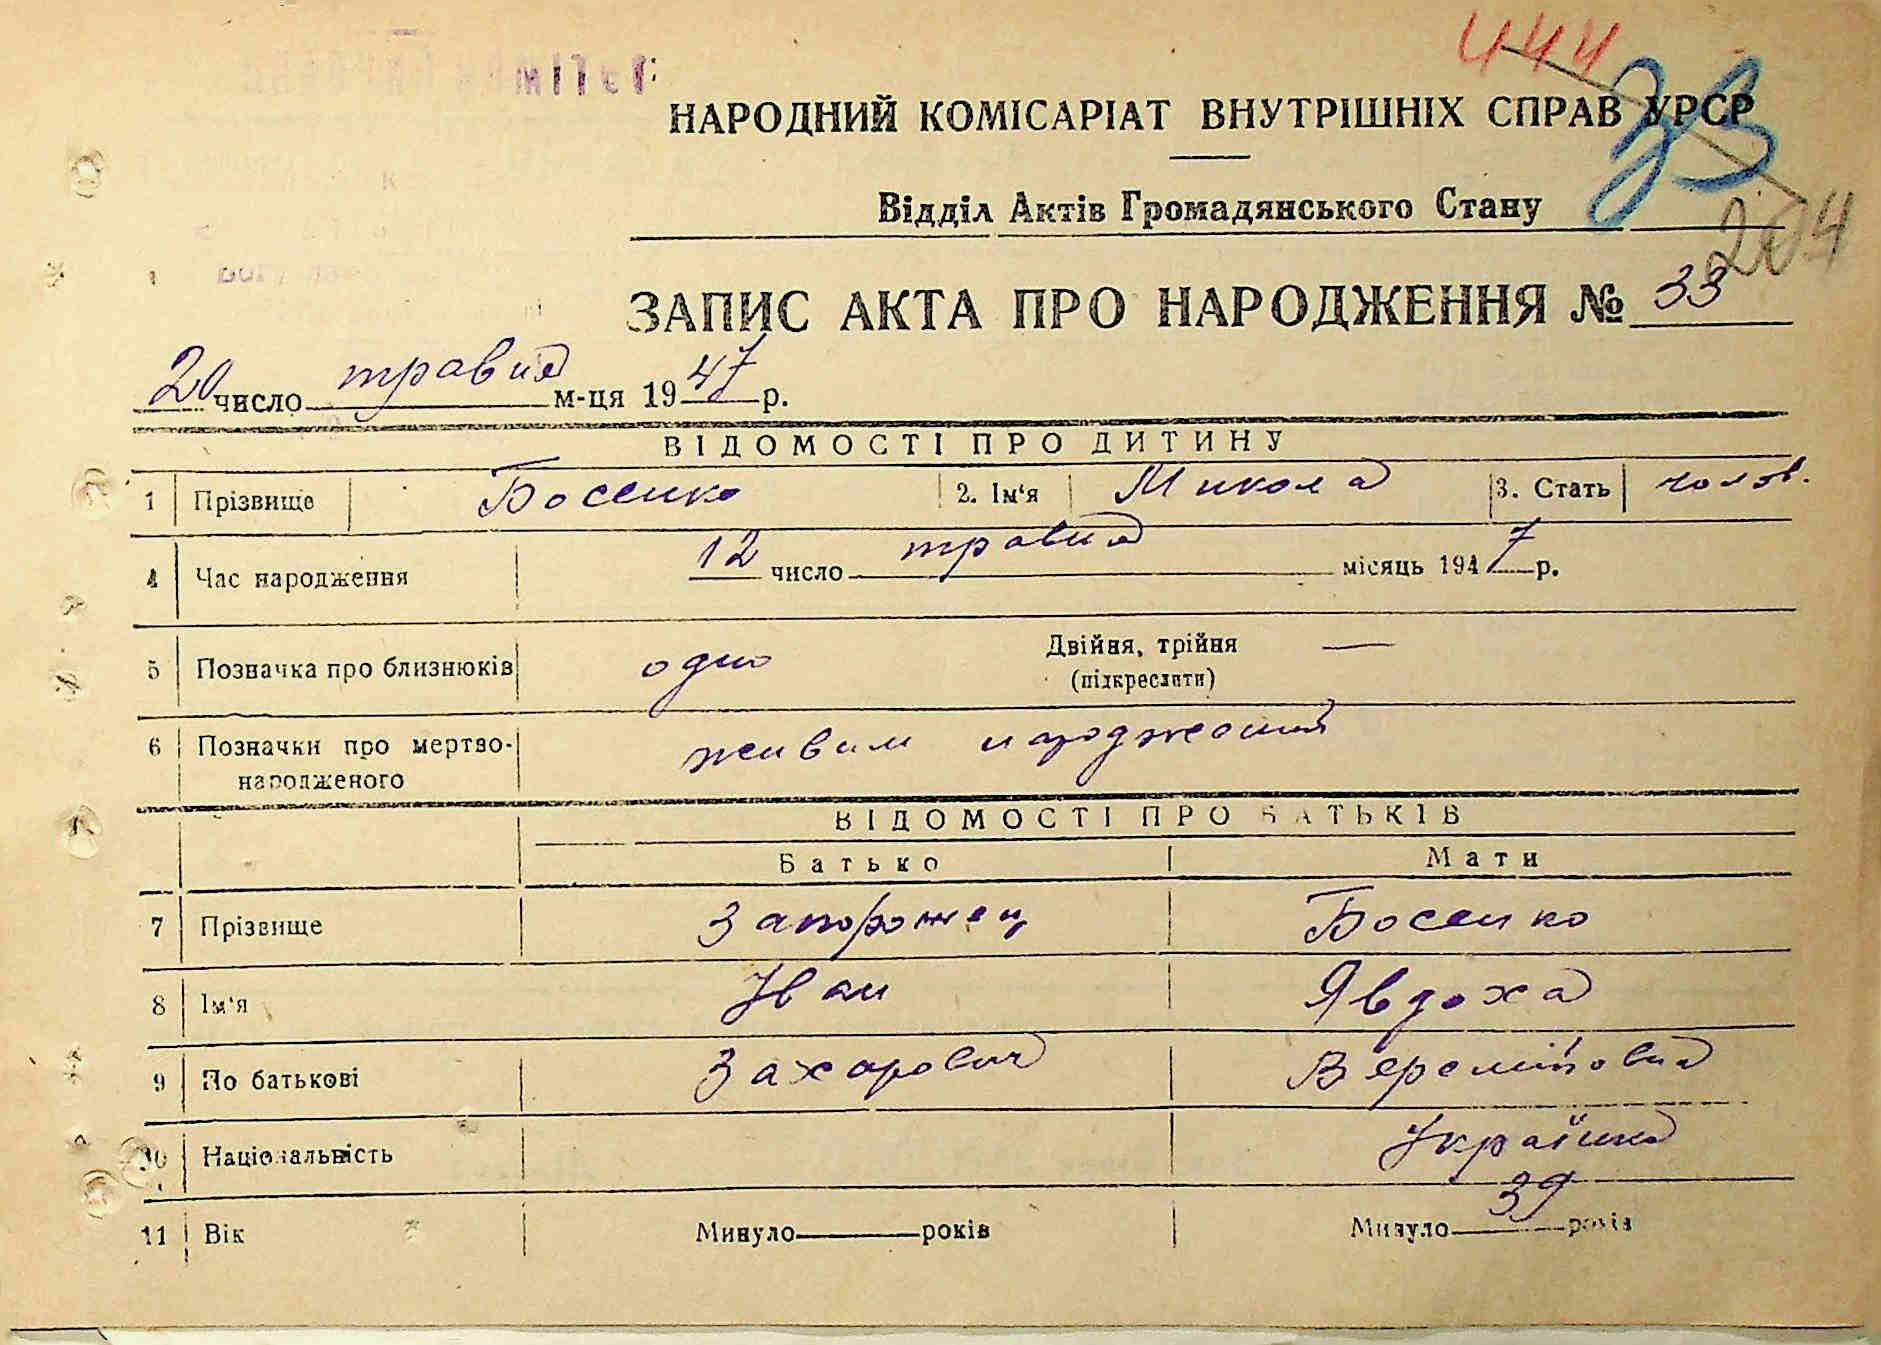 444
33
НАРОДНИЙ КОМІСАРІАТ ВНУТРІШНІХ СПРАВ УРСР
Відділ Актів Громадянського Стану
204
ЗАПИС АКТА ПРО НАРОДЖЕННЯ № 33
20 число травня м-ця 1947 р.
ВІДОМОСТІ ПРО ДИТИНУ
1 Прізвище Босенко 2. Ім'я Микола 3. Стать чолов.
4 Час народження 12 число травня місяць 1947 р.
5 Позначка про близнюків одно Двійня, трійня —
(підкреслити)
6 Позначки про мертво- живим народжений
народженого
ВІДОМОСТІ ПРО БАТЬКІВ
Батько Мати
7 Прізвище Запорожец Босенко
8 Ім'я Іван Явдоха
9 По батькові Захарович Веремiївна
10 Національність Українка
11 Вік Минуло років Минуло 39 років